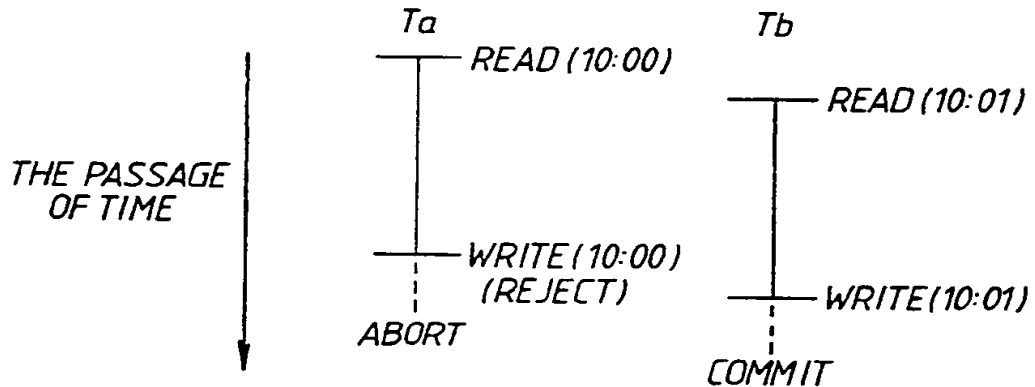 Ta
Tb
READ (10:00)
READ (10:01)
THE PASSAGE
OF TIME
WRITE (10:00)
(REJECT)
WRITE (10:01)
ABORT
COMMIT